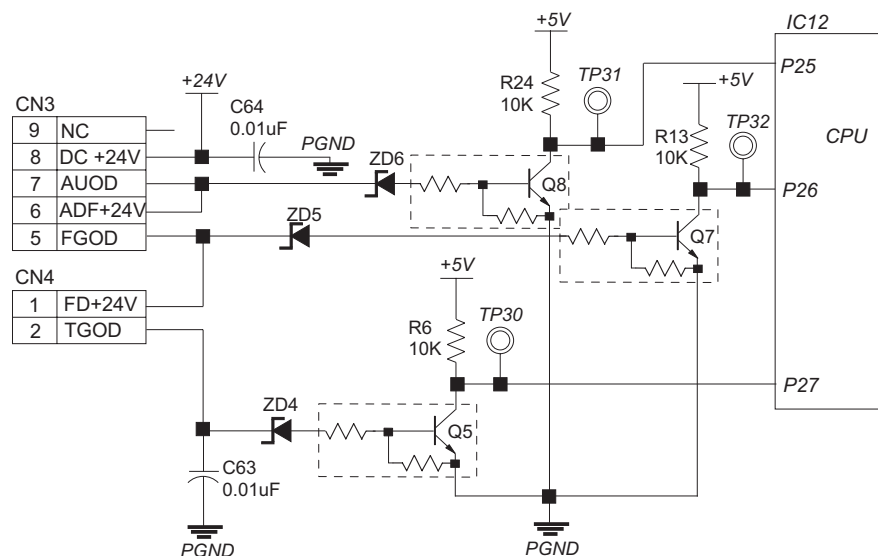 +5V
IC12
R24
10K
TP31
P25
+24V
+5V
CN3
C64
0.01uF
PGND
R13
10K
TP32
CPU
9 NC
8 DC +24V
7 AUOD
6 ADF+24V
5 FGOD
ZD6
Q8
P26
ZD5
Q7
CN4
1 FD+24V
2 TGOD
+5V
R6
10K
TP30
P27
ZD4
Q5
C63
0.01uF
PGND
PGND